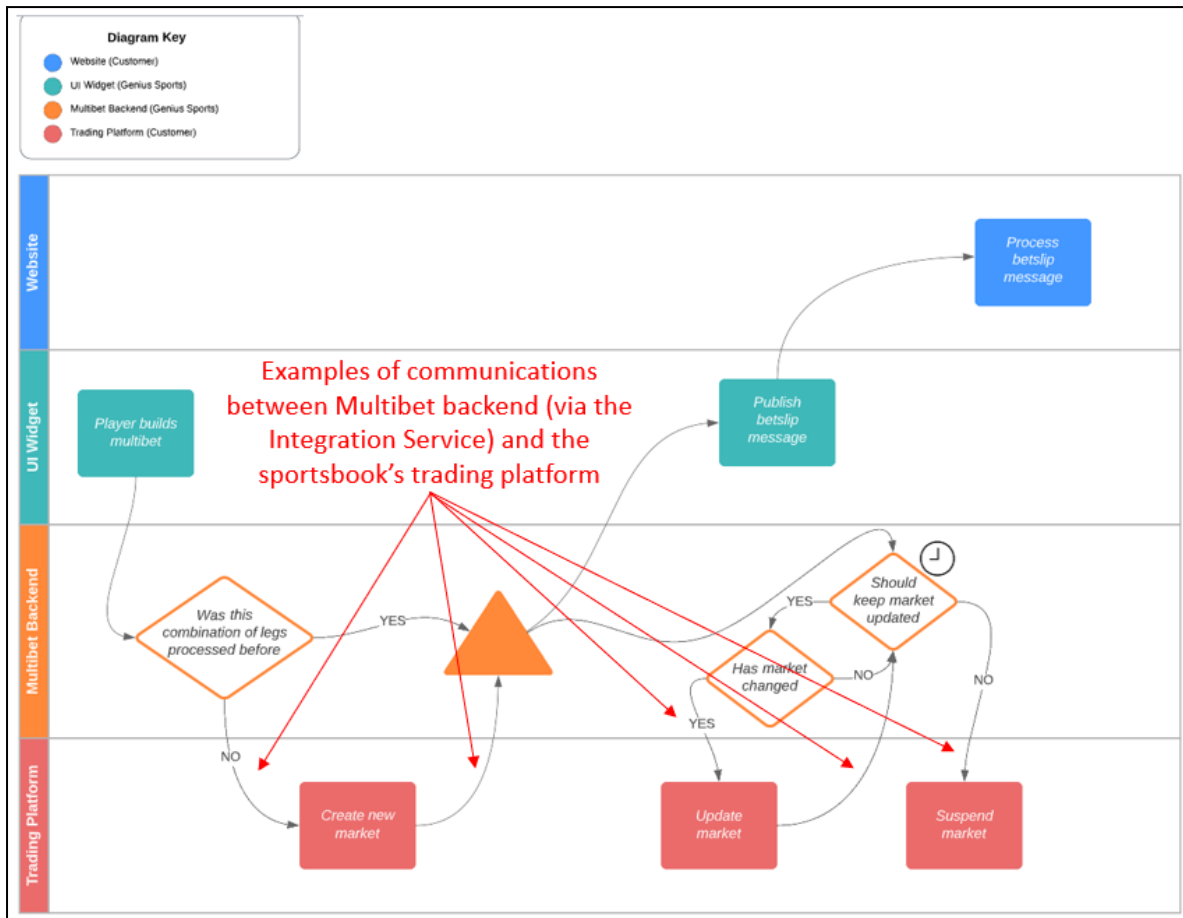 Diagram Key
Website (Customer)
UI Widget (Genius Sports)
Multibet Backend (Genius Sports)
Trading Platform (Customer)
Website
Process
betslip
message
UI Widget
Player builds
multibet
Examples of communications
between Multibet backend (via the
Integration Service) and the
sportsbook's trading platform
Publish
betslip
message
Multibet Backend
Was this
combination of legs
processed before
YES
NO
Should
keep market
updated
YES
NO
Has market
changed
NO
YES
Trading Platform
Create new
market
Update
market
Suspend
market